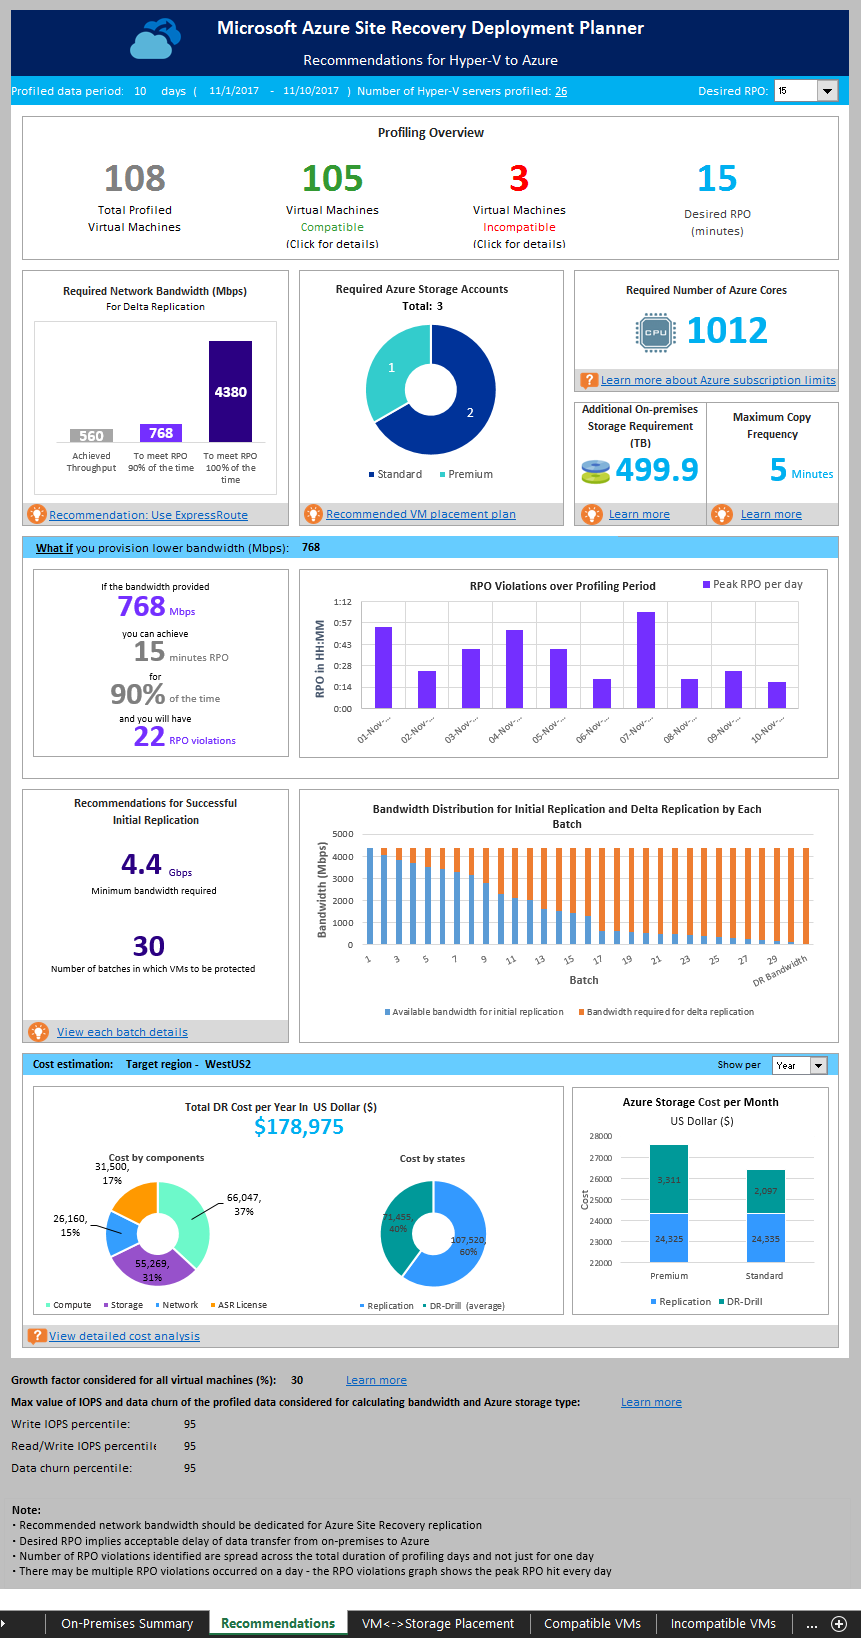 Microsoft Azure Site Recovery Deployment Planner
Recommendations for Hyper-V to Azure
Profiled data period: 10 days ( 11/1/2017 - 11/10/2017 ) Number of Hyper-V servers profiled: 26
Desired RPO: 15
Profiling Overview
108
Total Profiled
Virtual Machines
105
Virtual Machines
Compatible
(Click for details)
3
Virtual Machines
Incompatible
(Click for details)
15
Desired RPO
(minutes)
Required Network Bandwidth (Mbps)
For Delta Replication
560
768
4380
Achieved
Throughput
To meet RPO
90% of the time
To meet RPO
100% of the
time
Recommendation: Use ExpressRoute
Required Azure Storage Accounts
Total: 3
1
2
Standard
Premium
Recommended VM placement plan
Required Number of Azure Cores
CPU
1012
Learn more about Azure subscription limits
Additional On-premises
Storage Requirement
(TB)
499.9
Learn more
Maximum Copy
Frequency
5 Minutes
Learn more
What if you provision lower bandwidth (Mbps): 768
If the bandwidth provided
768 Mbps
you can achieve
15 minutes RPO
for
90% of the time
and you will have
22 RPO violations
RPO Violations over Profiling Period
Peak RPO per day
RPO in HH:MM
1:12
0:57
0:43
0:28
0:14
0:00
01-Nov-...
02-Nov-...
03-Nov-...
04-Nov-...
05-Nov-...
06-Nov-...
07-Nov-...
08-Nov-...
09-Nov-...
10-Nov-...
Recommendations for Successful
Initial Replication
4.4 Gbps
Minimum bandwidth required
30
Number of batches in which VMs to be protected
View each batch details
Bandwidth Distribution for Initial Replication and Delta Replication by Each
Batch
Bandwidth (Mbps)
5000
4000
3000
2000
1000
0
1 3 5 7 9 11 13 15 17 19 21 23 25 27 29 DR Bandwidth
Batch
Available bandwidth for initial replication
Bandwidth required for delta replication
Cost estimation: Target region - WestUS2
Show per Year
Total DR Cost per Year In US Dollar ($)
$178,975
Cost by components
31,500,
17%
66,047,
37%
26,160,
15%
55,269,
31%
Compute
Storage
Network
ASR License
Cost by states
71,455,
40%
107,520,
60%
Replication
DR-Drill (average)
Azure Storage Cost per Month
US Dollar ($)
Cost
28000
27000
26000
25000
24000
23000
22000
3,311
24,325
2,097
24,335
Premium
Standard
Replication
DR-Drill
View detailed cost analysis
Growth factor considered for all virtual machines (%): 30 Learn more
Max value of IOPS and data churn of the profiled data considered for calculating bandwidth and Azure storage type: Learn more
Write IOPS percentile: 95
Read/Write IOPS percentile 95
Data churn percentile: 95
Note:
• Recommended network bandwidth should be dedicated for Azure Site Recovery replication
• Desired RPO implies acceptable delay of data transfer from on-premises to Azure
• Number of RPO violations identified are spread across the total duration of profiling days and not just for one day
• There may be multiple RPO violations occurred on a day - the RPO violations graph shows the peak RPO hit every day
On-Premises Summary
Recommendations
VM<->Storage Placement
Compatible VMs
Incompatible VMs
...